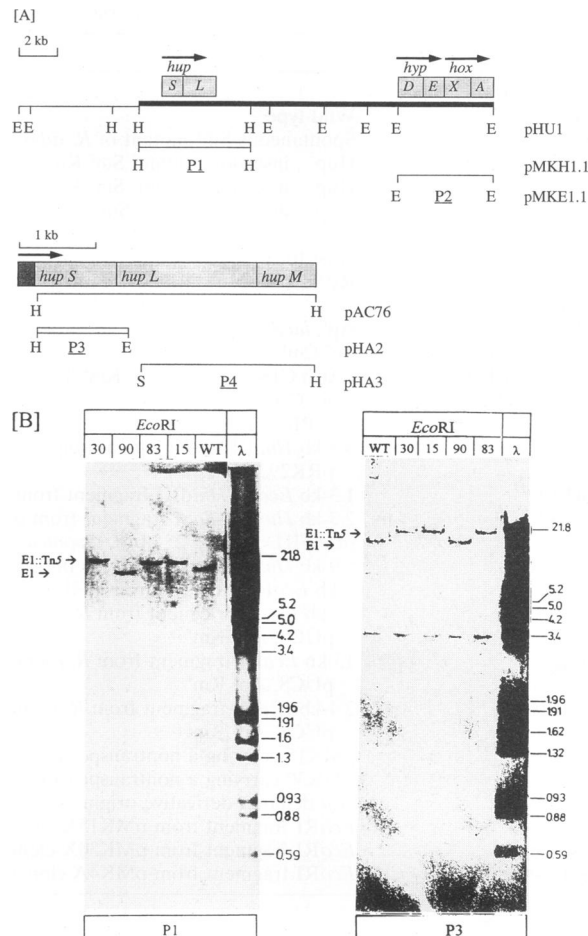 [A]
2 kb
hup
hyp hox
S L
D E X A
E E H H H E E E E E pHU1
H P1 H pMKH1.1
E P2 E pMKE1.1
1 kb
hup S hup L hup M
H H pAC76
H P3 E pHA2
S P4 H pHA3
[B]
EcoRI
30 90 83 15 WT λ
E1::Tn5→
E1→
21.8
5.2
5.0
4.2
3.4
1.96
1.91
1.6
1.3
0.93
0.88
0.59
P1
EcoRI
WT 30 15 90 83 λ
E1::Tn5→
E1→
21.8
5.2
5.0
4.2
3.4
1.96
1.91
1.62
1.32
0.93
0.88
0.59
P3